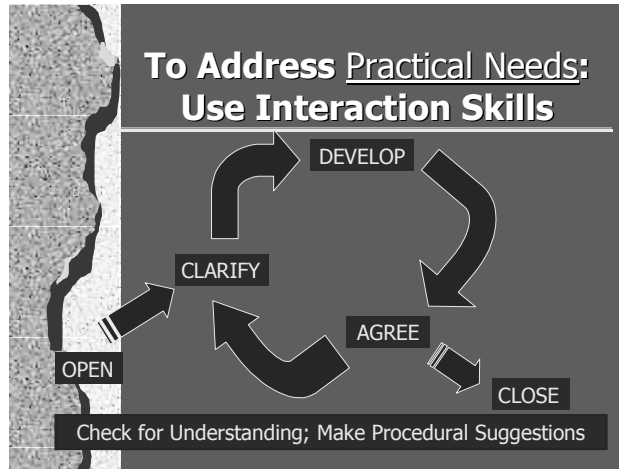 To Address Practical Needs:
Use Interaction Skills
DEVELOP
CLARIFY
AGREE
OPEN
CLOSE
Check for Understanding; Make Procedural Suggestions